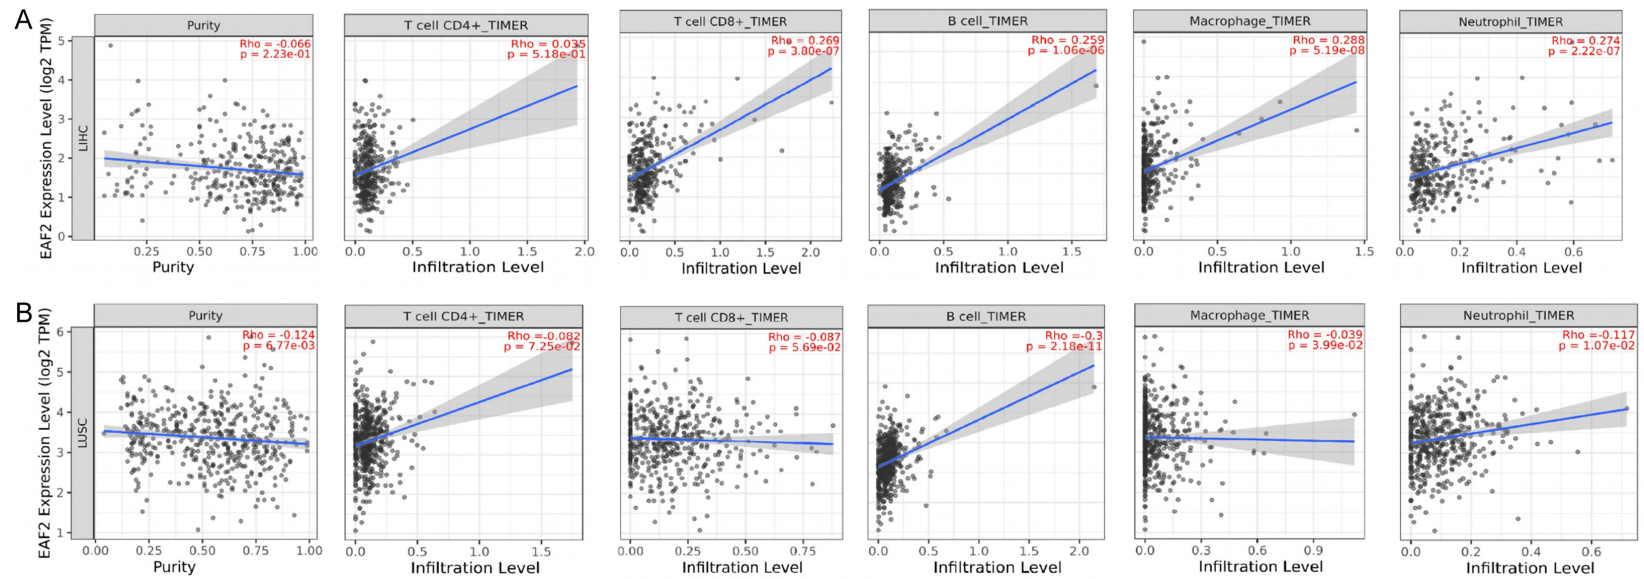 A
Purity
T cell CD4+_TIMER
T cell CD8+_TIMER
B cell_TIMER
Macrophage_TIMER
Neutrophil_TIMER
EAF2 Expression Level (log2 TPM)
LIHC
5
4
3
2
1
0
Rho = -0.066
p = 2.23e-01
Rho = 0.035
p = 5.18e-01
Rho = 0.269
p = 3.80e-07
Rho = 0.259
p = 1.06e-06
Rho = 0.288
p = 5.19e-08
Rho = 0.274
p = 2.22e-07
0.25 0.50 0.75 1.00
0.0 0.5 1.0 1.5 2.0
0.0 0.5 1.0 1.5 2.0
0.0 0.5 1.0 1.5
0.0 0.5 1.0 1.5
0.0 0.2 0.4 0.6
Purity
Infiltration Level
Infiltration Level
Infiltration Level
Infiltration Level
Infiltration Level
B
Purity
T cell CD4+_TIMER
T cell CD8+_TIMER
B cell_TIMER
Macrophage_TIMER
Neutrophil_TIMER
EAF2 Expression Level (log2 TPM)
LUSC
6
5
4
3
2
1
Rho = -0.124
p = 6.77e-03
Rho =-0.082
p = 7.25e-02
Rho = -0.087
p = 5.69e-02
Rho =-0.3
p = 2.18e-11
Rho = -0.039
p = 3.99e-02
Rho =-0.117
p = 1.07e-02
0.00 0.25 0.50 0.75 1.00
0.0 0.5 1.0 1.5
0.00 0.25 0.50 0.75
0.0 0.5 1.0 1.5 2.0
0.0 0.3 0.6 0.9
0.0 0.2 0.4 0.6
Purity
Infiltration Level
Infiltration Level
Infiltration Level
Infiltration Level
Infiltration Level